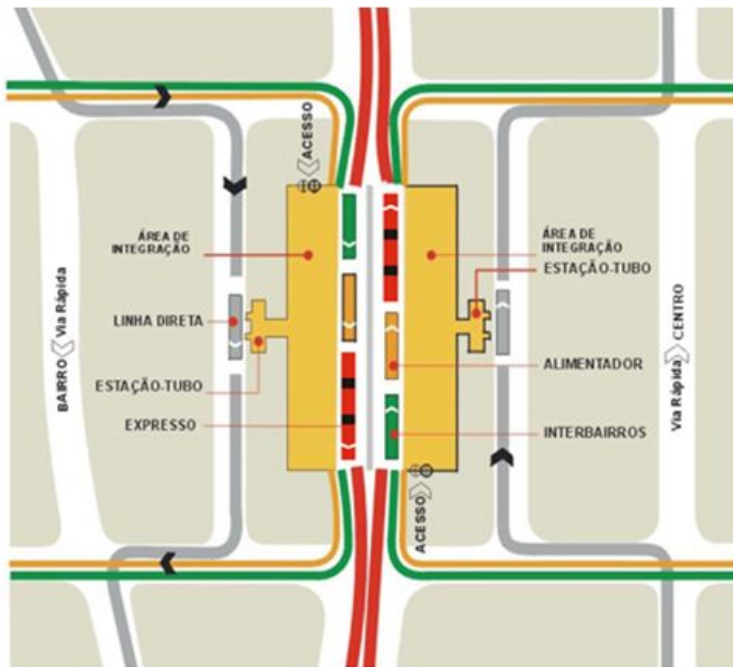 ACESSO
ÁREA DE
INTEGRAÇÃO
LINHA DIRETA
ESTAÇÃO-TUBO
EXPRESSO
BAIRRO Via Rápida
ÁREA DE
INTEGRAÇÃO
ESTAÇÃO-TUBO
ALIMENTADOR
INTERBAIRROS
ACESSO
Via Rápida CENTRO